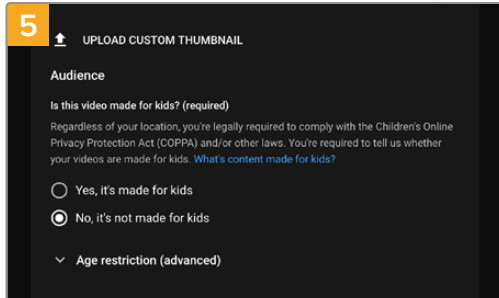 5
UPLOAD CUSTOM THUMBNAIL
Audience
Is this video made for kids? (required)
Regardless of your location, you're legally required to comply with the Children's Online
Privacy Protection Act (COPPA) and/or other laws. You're required to tell us whether
your videos are made for kids. What's content made for kids?
Yes, it's made for kids
No, it's not made for kids
Age restriction (advanced)